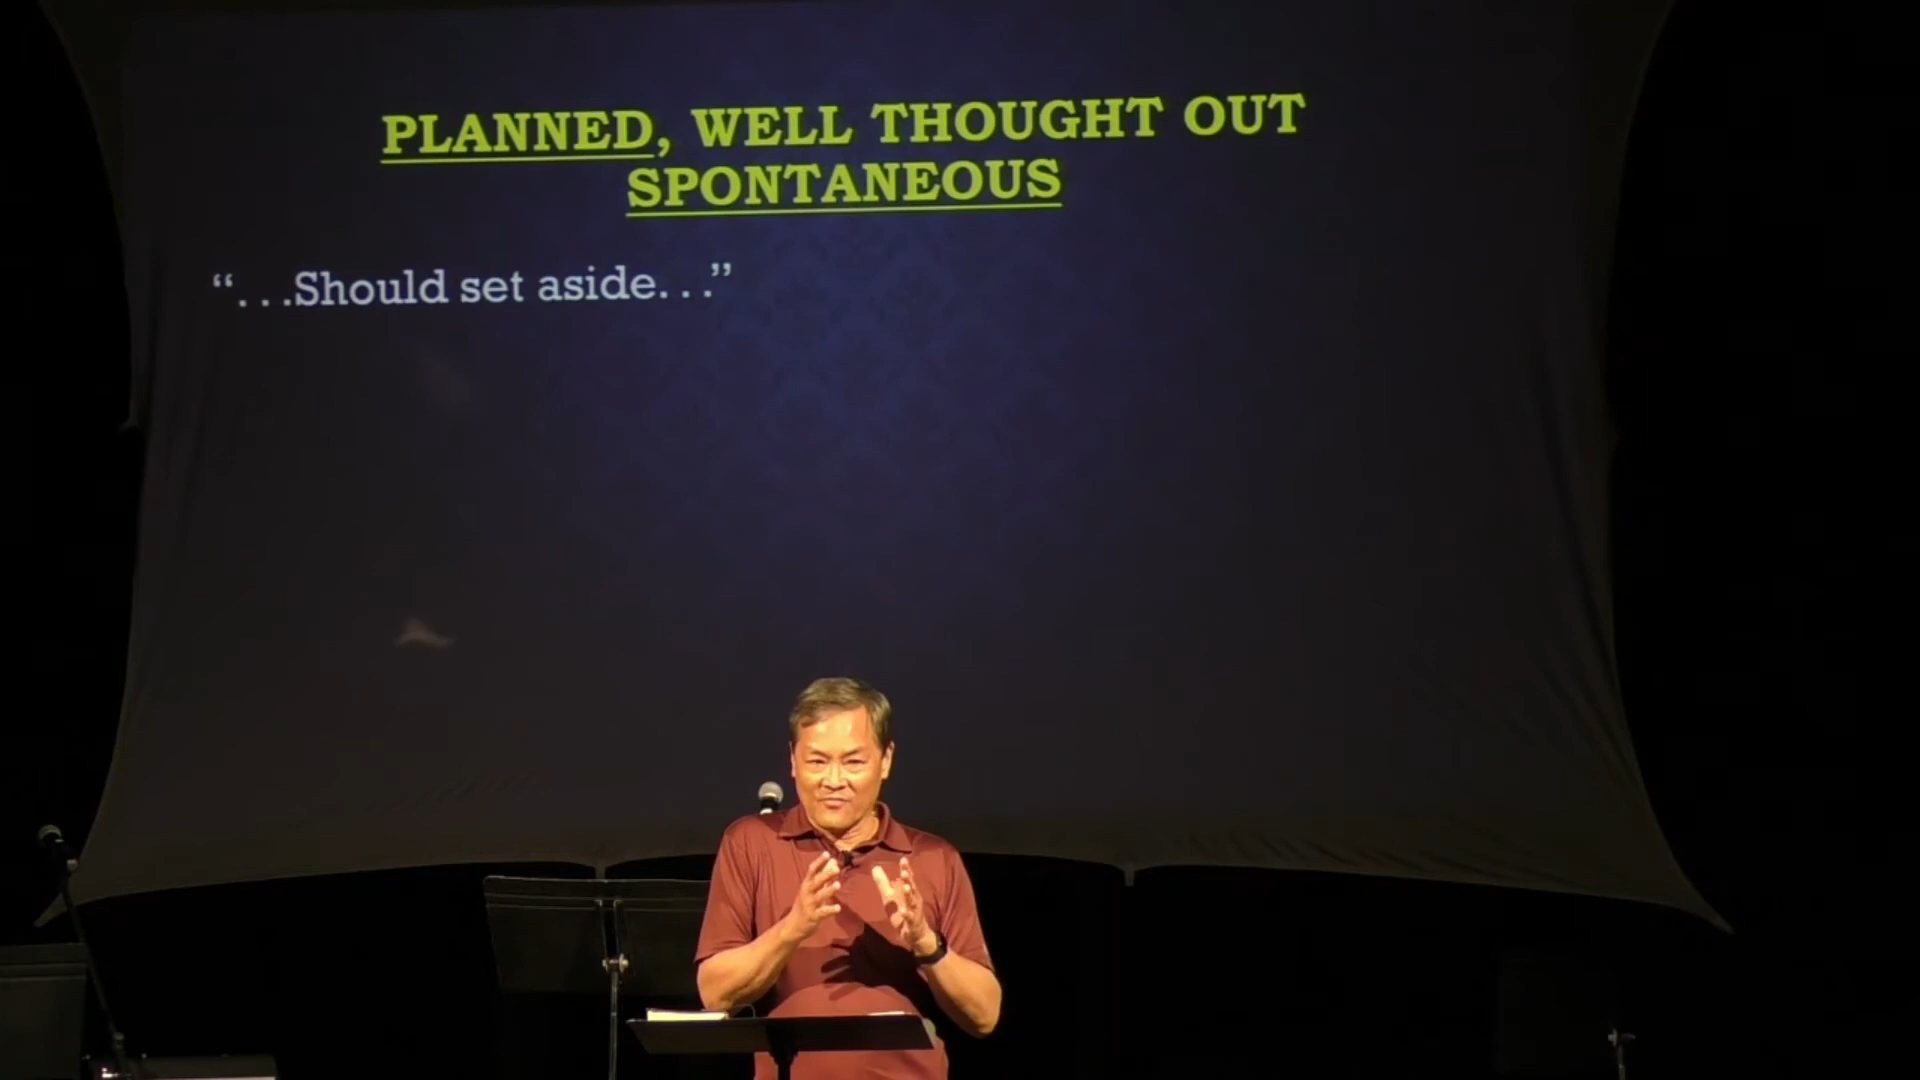 PLANNED, WELL THOUGHT OUT
SPONTANEOUS
“. . .Should set aside. . .”